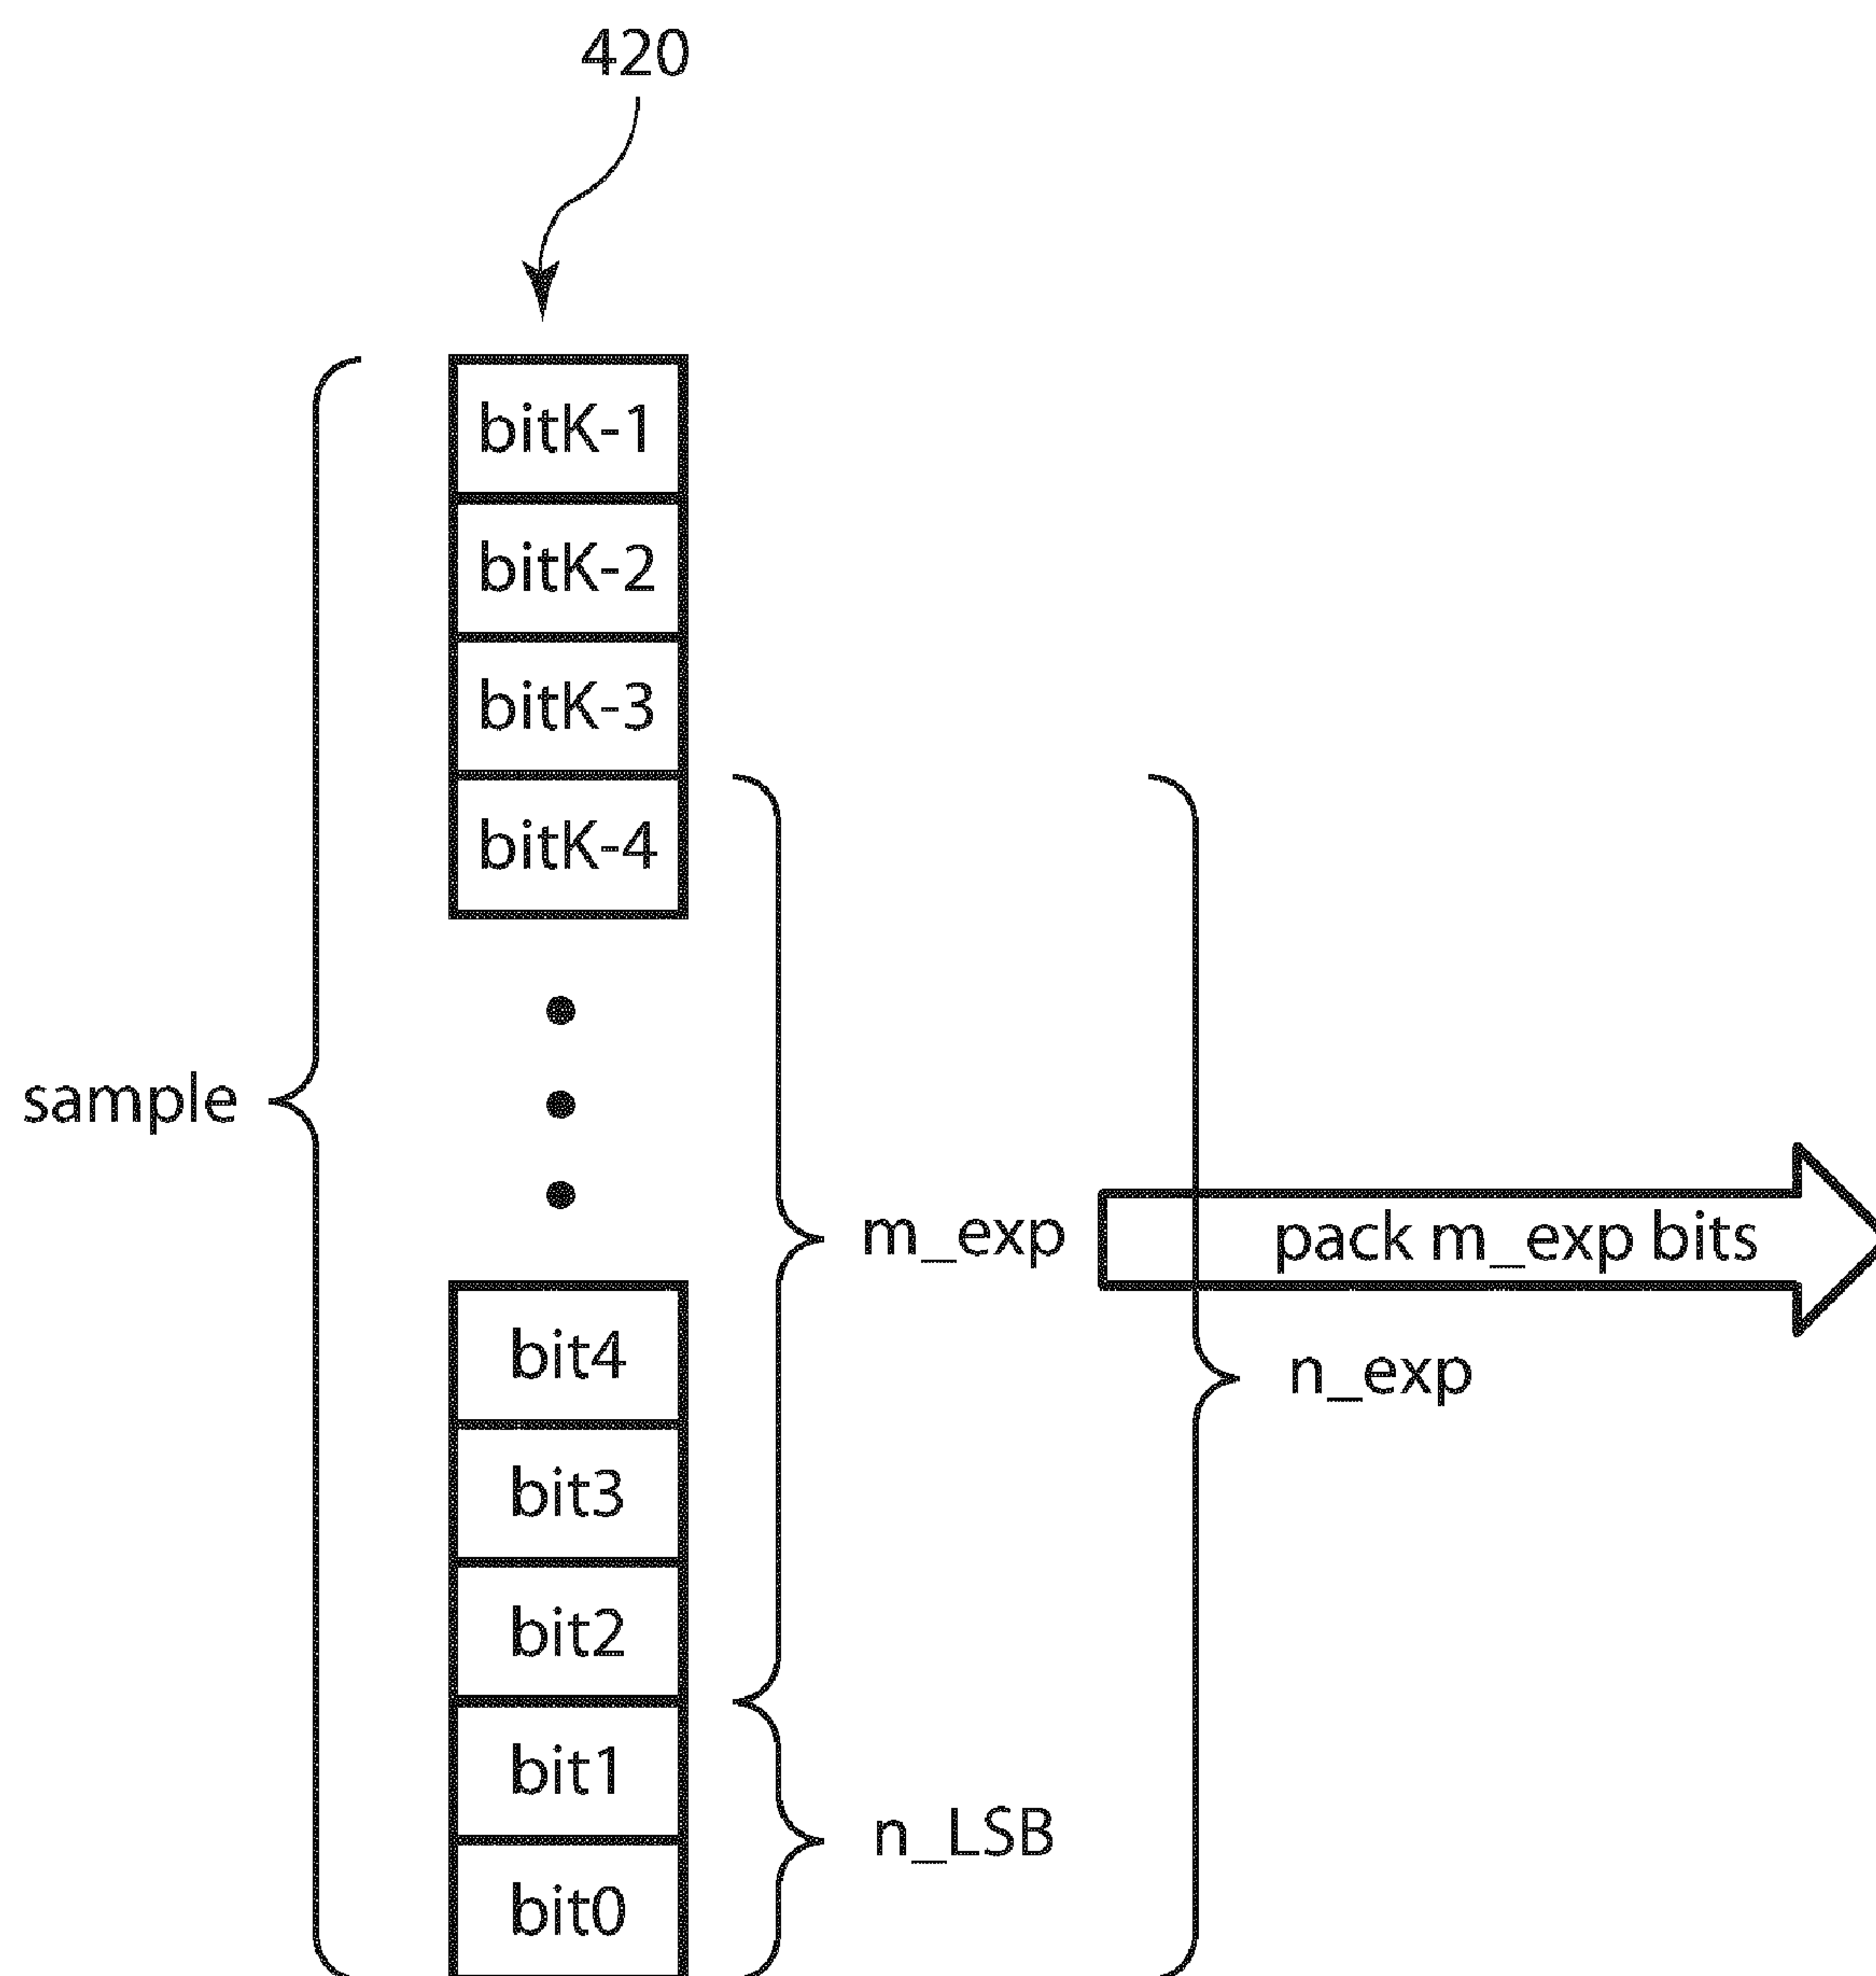 420
bitK-1
bitK-2
bitK-3
bitK-4
sample
m_exp
pack m_exp bits
n_exp
bit4
bit3
bit2
bit1
n_LSB
bit0